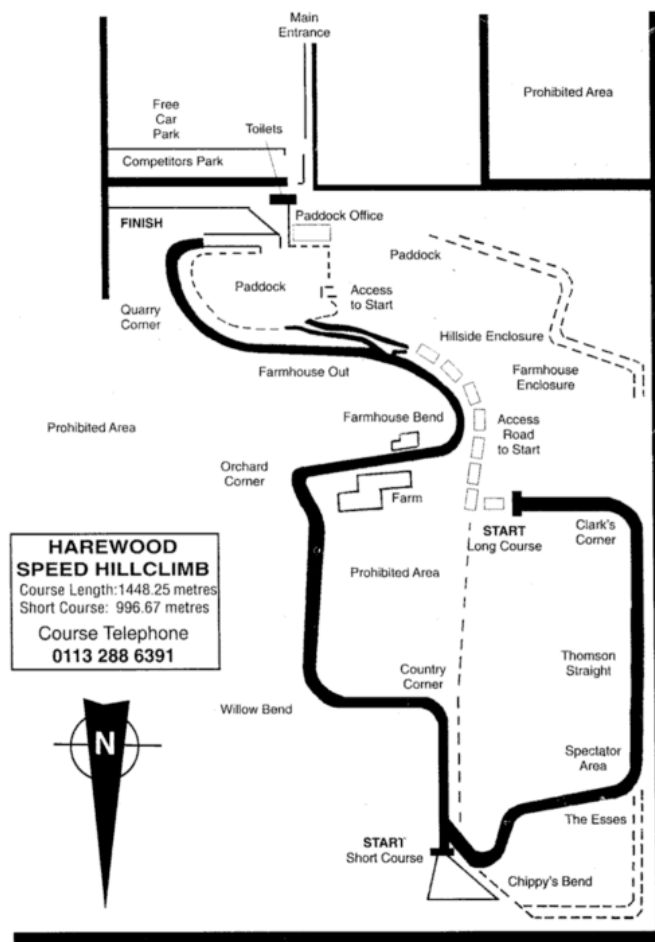 Main
Entrance
Prohibited Area
Free
Car
Park
Toilets
Competitors Park
FINISH
Paddock Office
Paddock
Paddock
Access
to Start
Quarry
Corner
Hillside Enclosure
Farmhouse Out
Farmhouse
Enclosure
Prohibited Area
Farmhouse Bend
Access
Road
to Start
Orchard
Corner
Farm
START
Long Course
Clark's
Corner
HAREWOOD
SPEED HILLCLIMB
Course Length:1448.25 metres
Short Course: 996.67 metres
Course Telephone
0113 288 6391
Prohibited Area
Country
Corner
Thomson
Straight
Willow Bend
N
Spectator
Area
The Esses
START
Short Course
Chippy's Bend